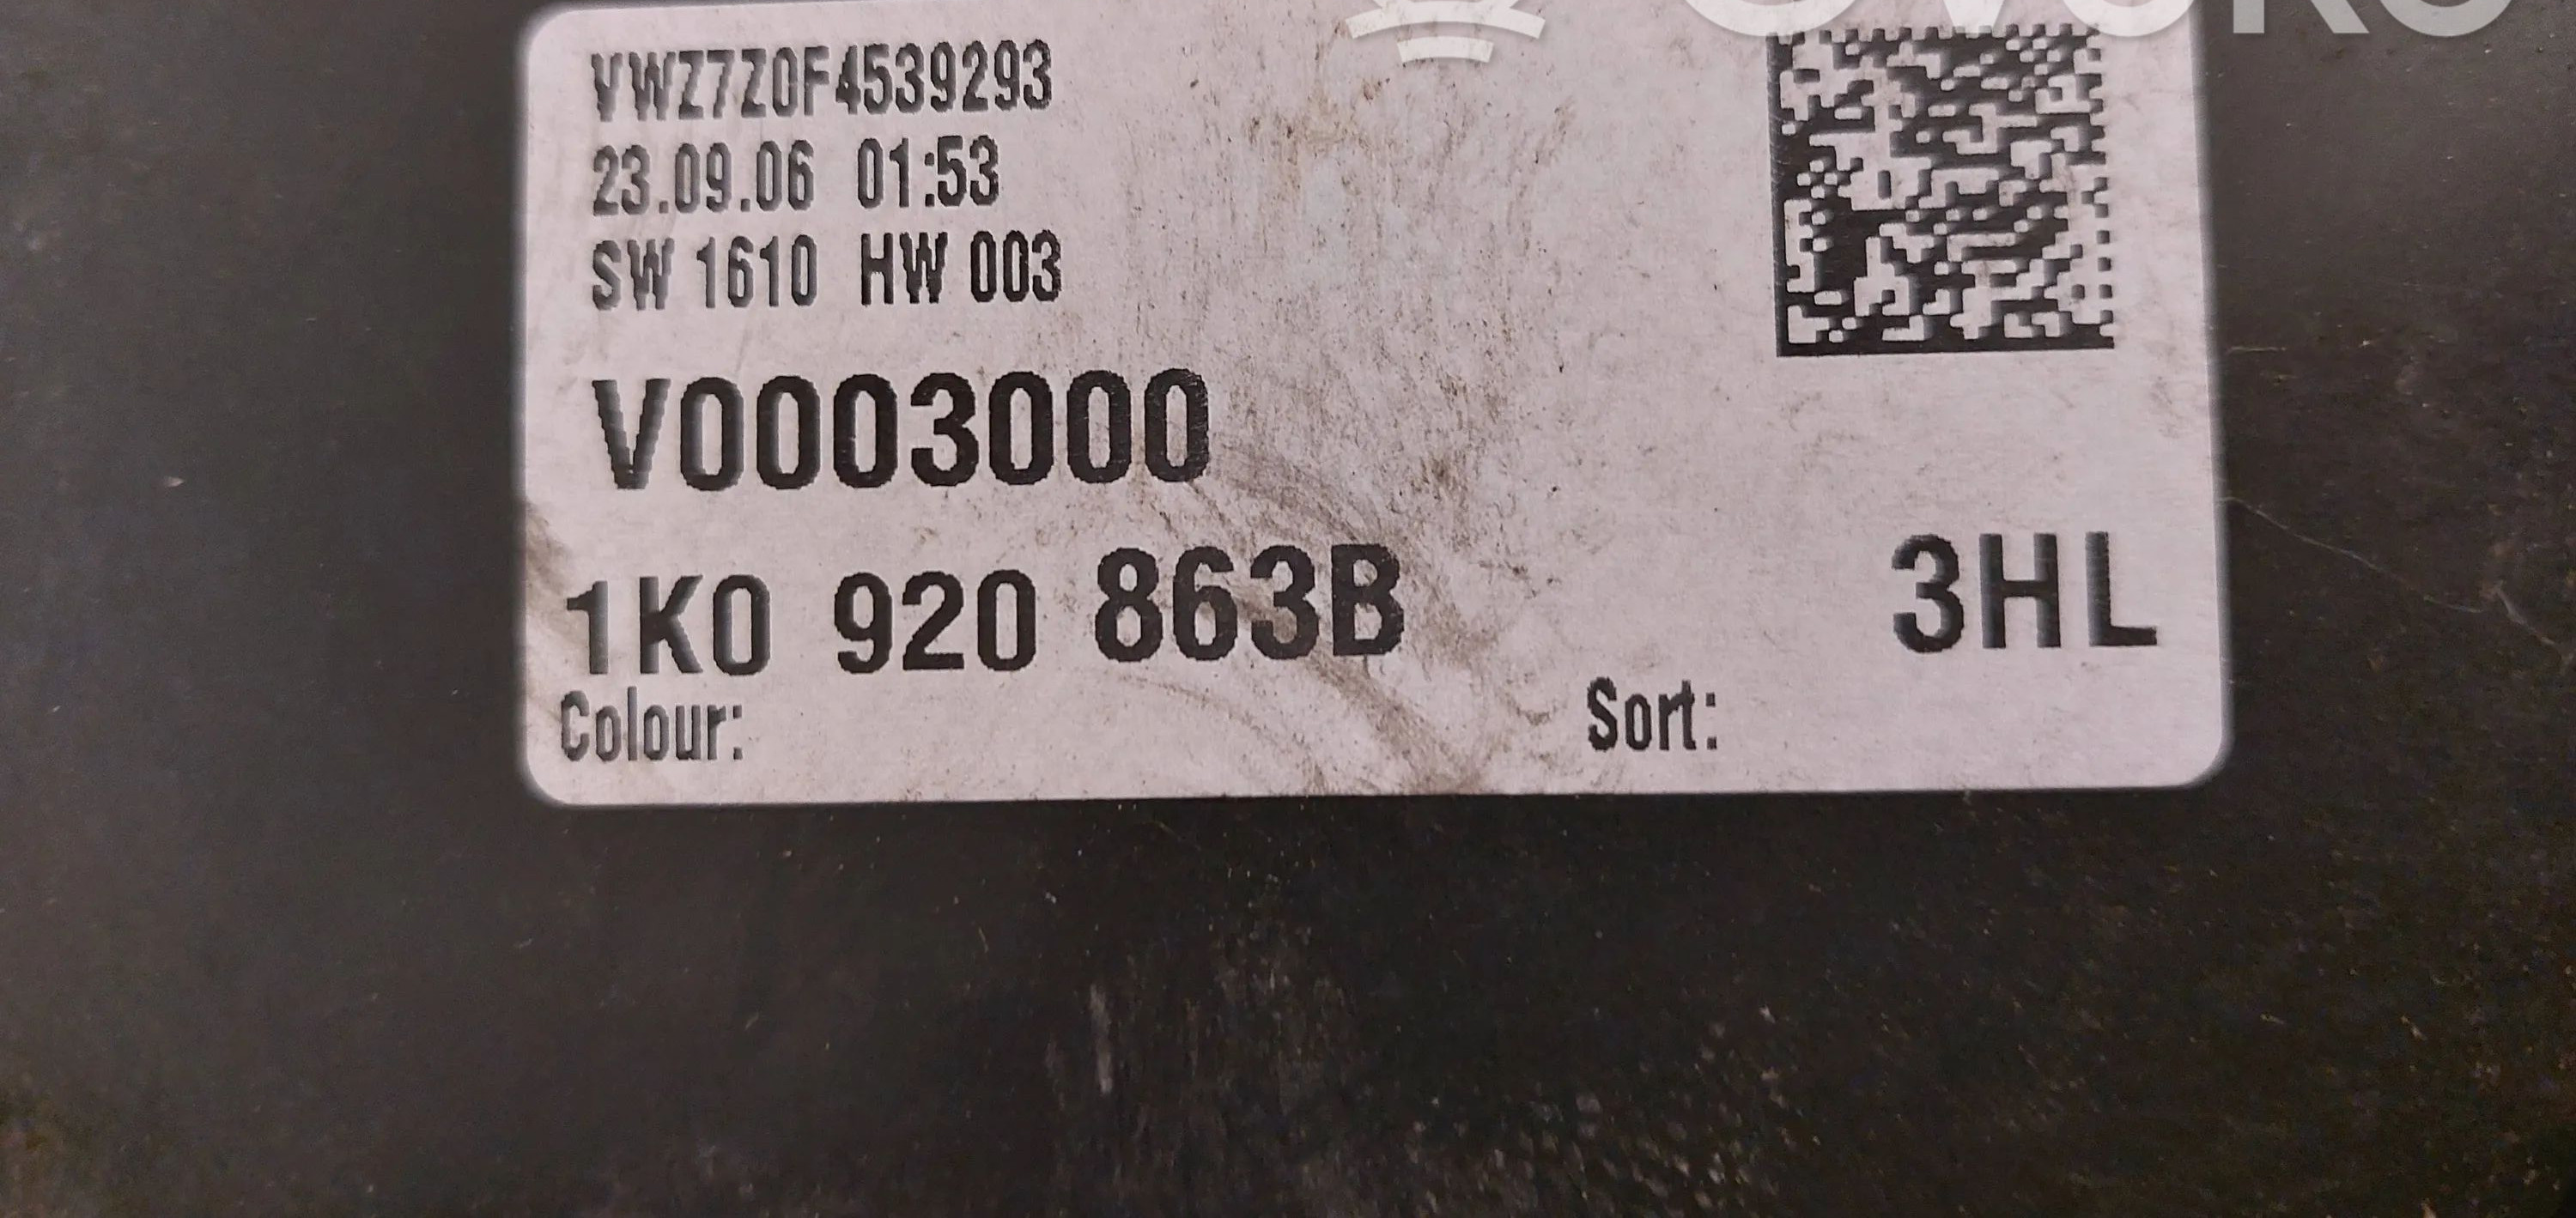 VWZ7Z0F4539293
23.09.06 01:53
SW 1610 HW 003
V0003000
1K0 920 863B 3HL
Colour: Sort: